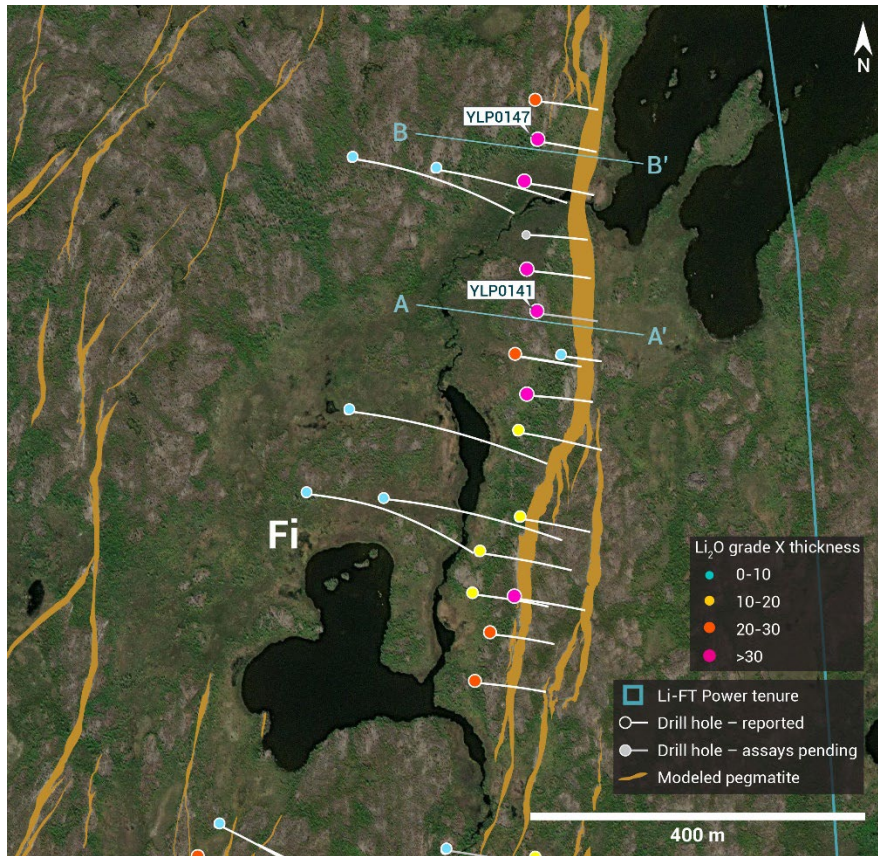 N
YLP0147
B
B'
YLP0141
A
A'
Fi
Li₂O grade X thickness
0-10
10-20
20-30
>30
Li-FT Power tenure
Drill hole – reported
Drill hole – assays pending
Modeled pegmatite
400 m